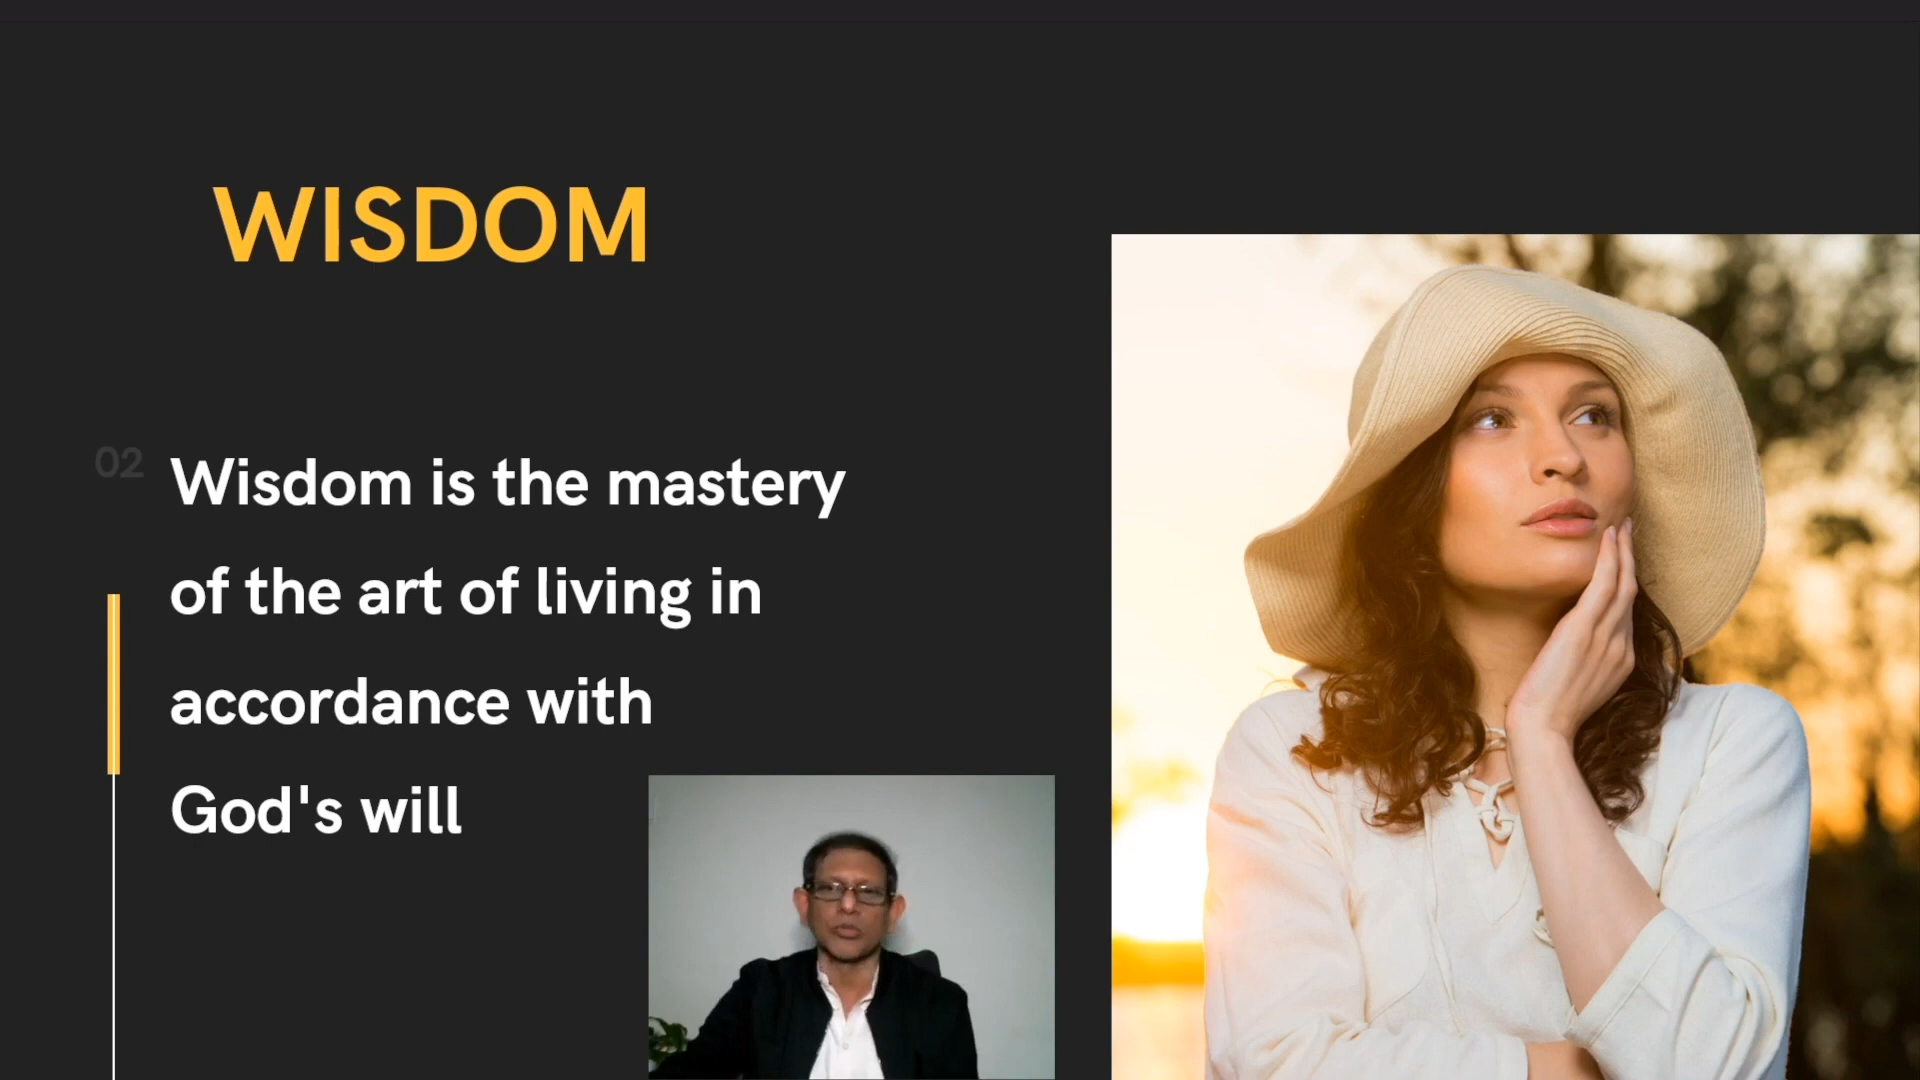 WISDOM
02
Wisdom is the mastery
of the art of living in
accordance with
God's will